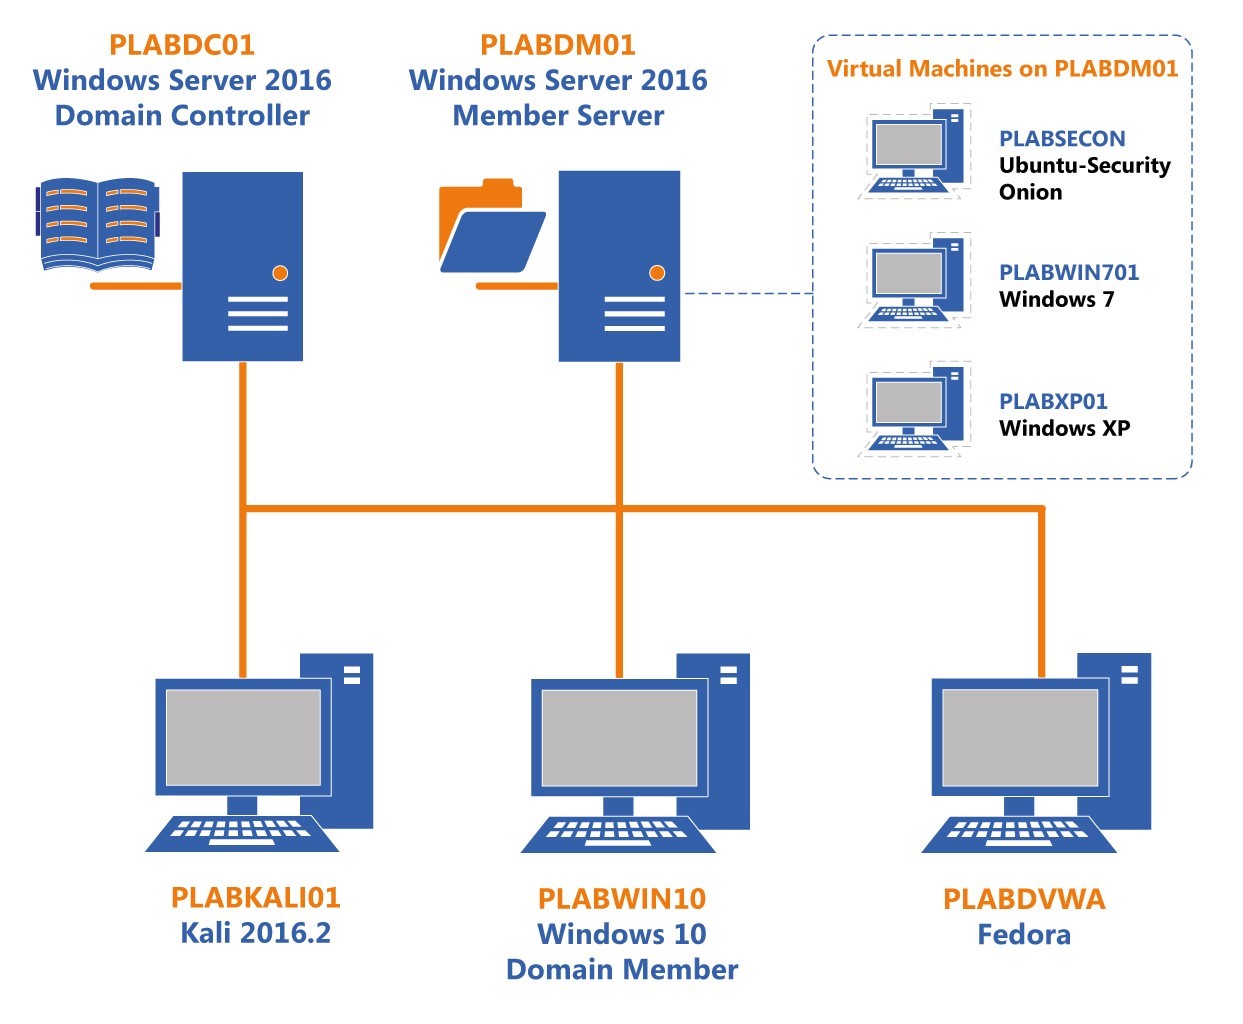 PLABDC01
Windows Server 2016
Domain Controller
PLABDM01
Windows Server 2016
Member Server
Virtual Machines on PLABDM01
PLABSECON
Ubuntu-Security
Onion
PLABWIN701
Windows 7
PLABXP01
Windows XP
PLABKALI01
Kali 2016.2
PLABWIN10
Windows 10
Domain Member
PLABDVWA
Fedora